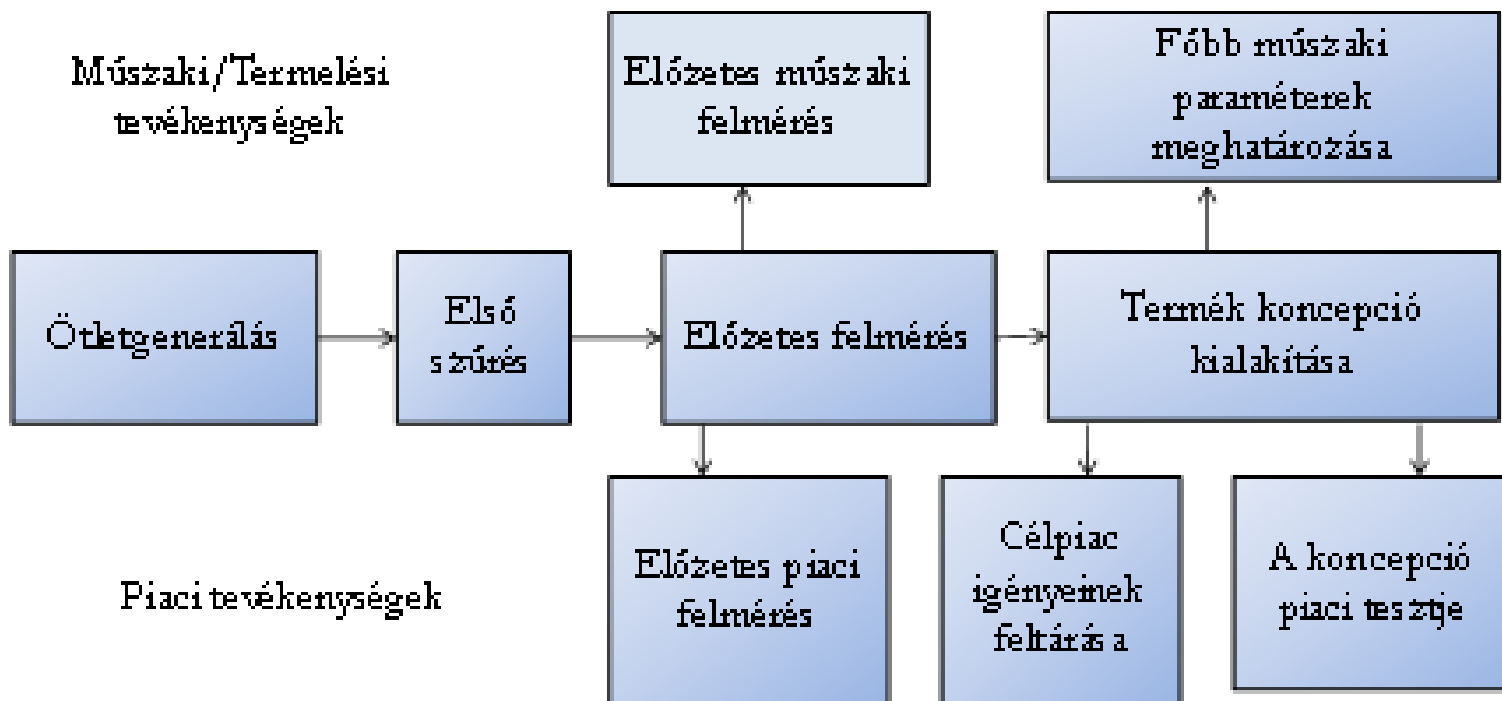 Műszaki/Termelési
tevékenységek
Előzetes műszaki
felmérés
Főbb műszaki
paraméterek
meghatározása
Ötletgenerálás
Első
szűrés
Előzetes felmérés
Termék koncepció
kialakítása
Piaci tevékenységek
Előzetes piaci
felmérés
Célpiac
igényeinek
feltárása
A koncepció
piaci tesztje